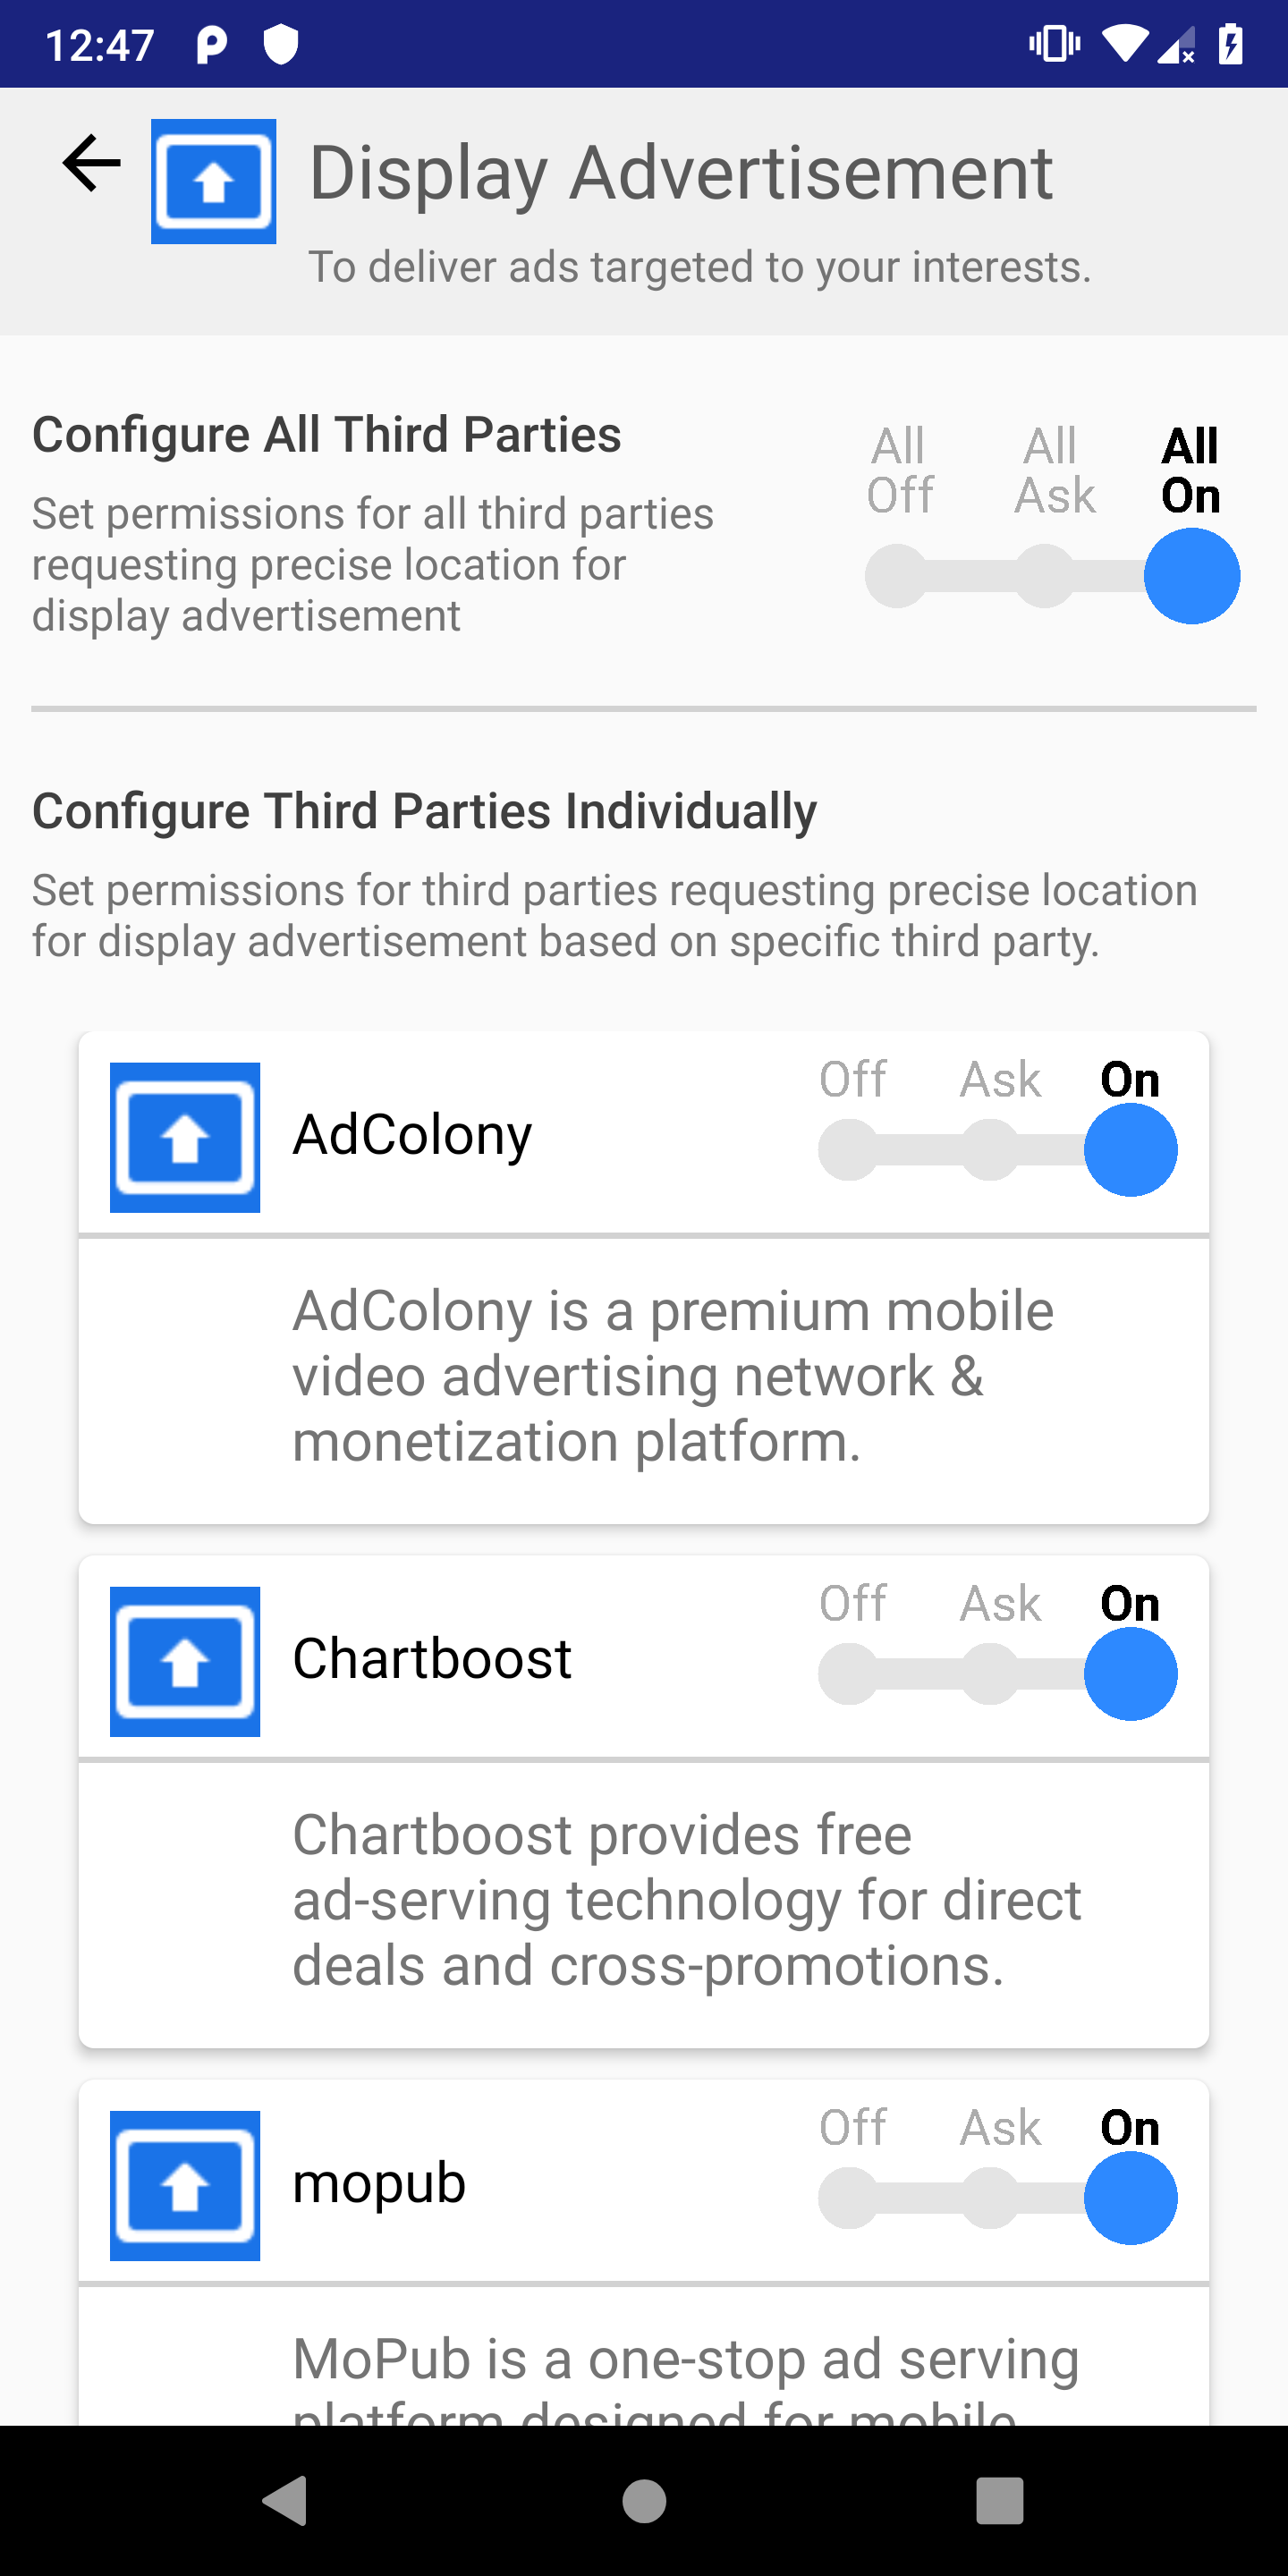 12:47
Display Advertisement
To deliver ads targeted to your interests.
Configure All Third Parties
Set permissions for all third parties
requesting precise location for
display advertisement
All Off
All Ask
All On
Configure Third Parties Individually
Set permissions for third parties requesting precise location
for display advertisement based on specific third party.
AdColony
Off Ask On
AdColony is a premium mobile
video advertising network &
monetization platform.
Chartboost
Off Ask On
Chartboost provides free
ad-serving technology for direct
deals and cross-promotions.
mopub
Off Ask On
MoPub is a one-stop ad serving
platform designed for mobile